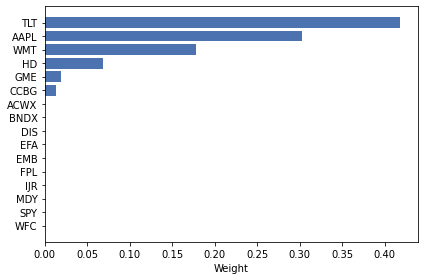 TLT
AAPL
WMT
HD
GME
CCBG
ACWX
BNDX
DIS
EFA
EMB
FPL
IJR
MDY
SPY
WFC
0.00 0.05 0.10 0.15 0.20 0.25 0.30 0.35 0.40
Weight